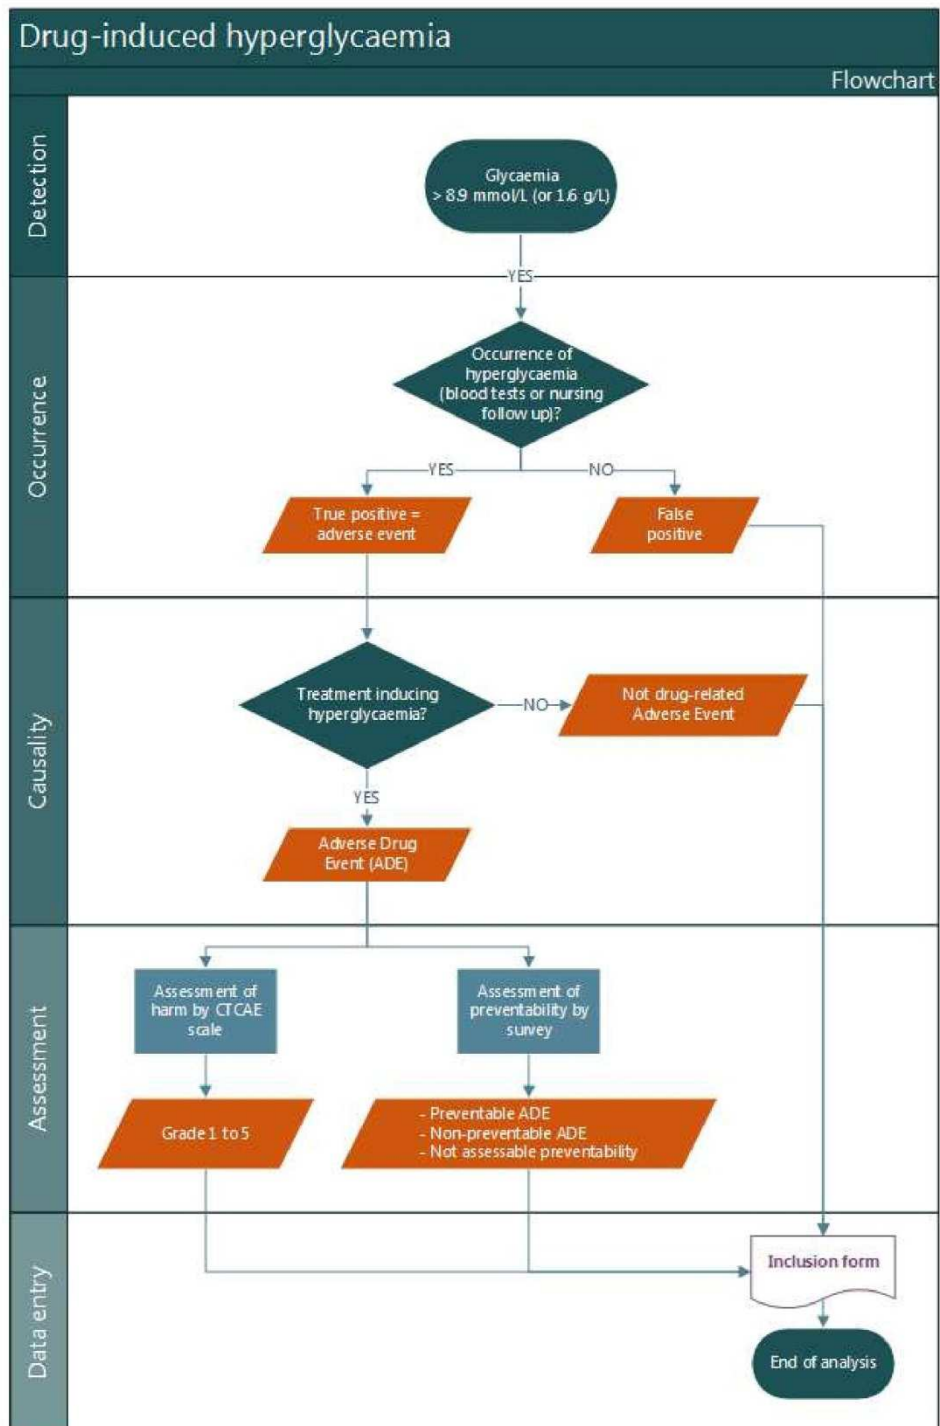 Drug-induced hyperglycaemia
Flowchart
Detection
Glycaemia
> 8.9 mmol/L (or 1.6 g/L)
YES
Occurrence
Occurrence of
hyperglycaemia
(blood tests or nursing
follow up)?
YES
NO
True positive =
adverse event
False
positive
Causality
Treatment inducing
hyperglycaemia?
NO
Not drug-related
Adverse Event
YES
Adverse Drug
Event (ADE)
Assessment
Assessment of
harm by CTCAE
scale
Assessment of
preventability by
survey
Grade 1 to 5
- Preventable ADE
- Non-preventable ADE
- Not assessable preventability
Data entry
Inclusion form
End of analysis